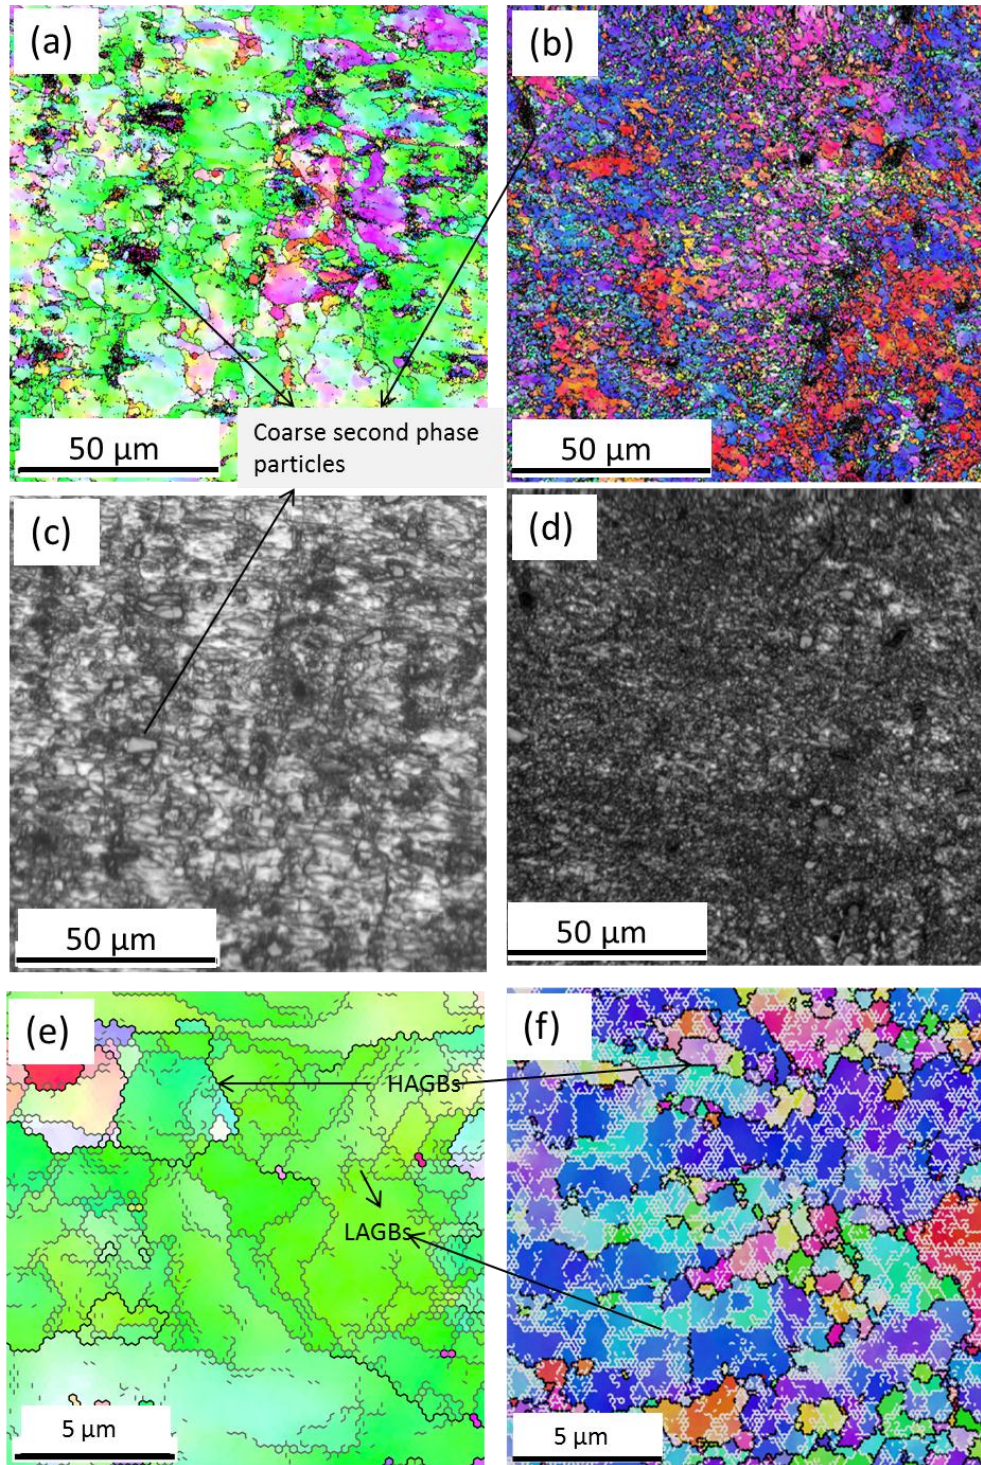 (a)
(b)
50 µm
Coarse second phase
particles
50 µm
(c)
(d)
50 µm
50 µm
(e)
(f)
HAGBs
LAGBs
5 µm
5 µm